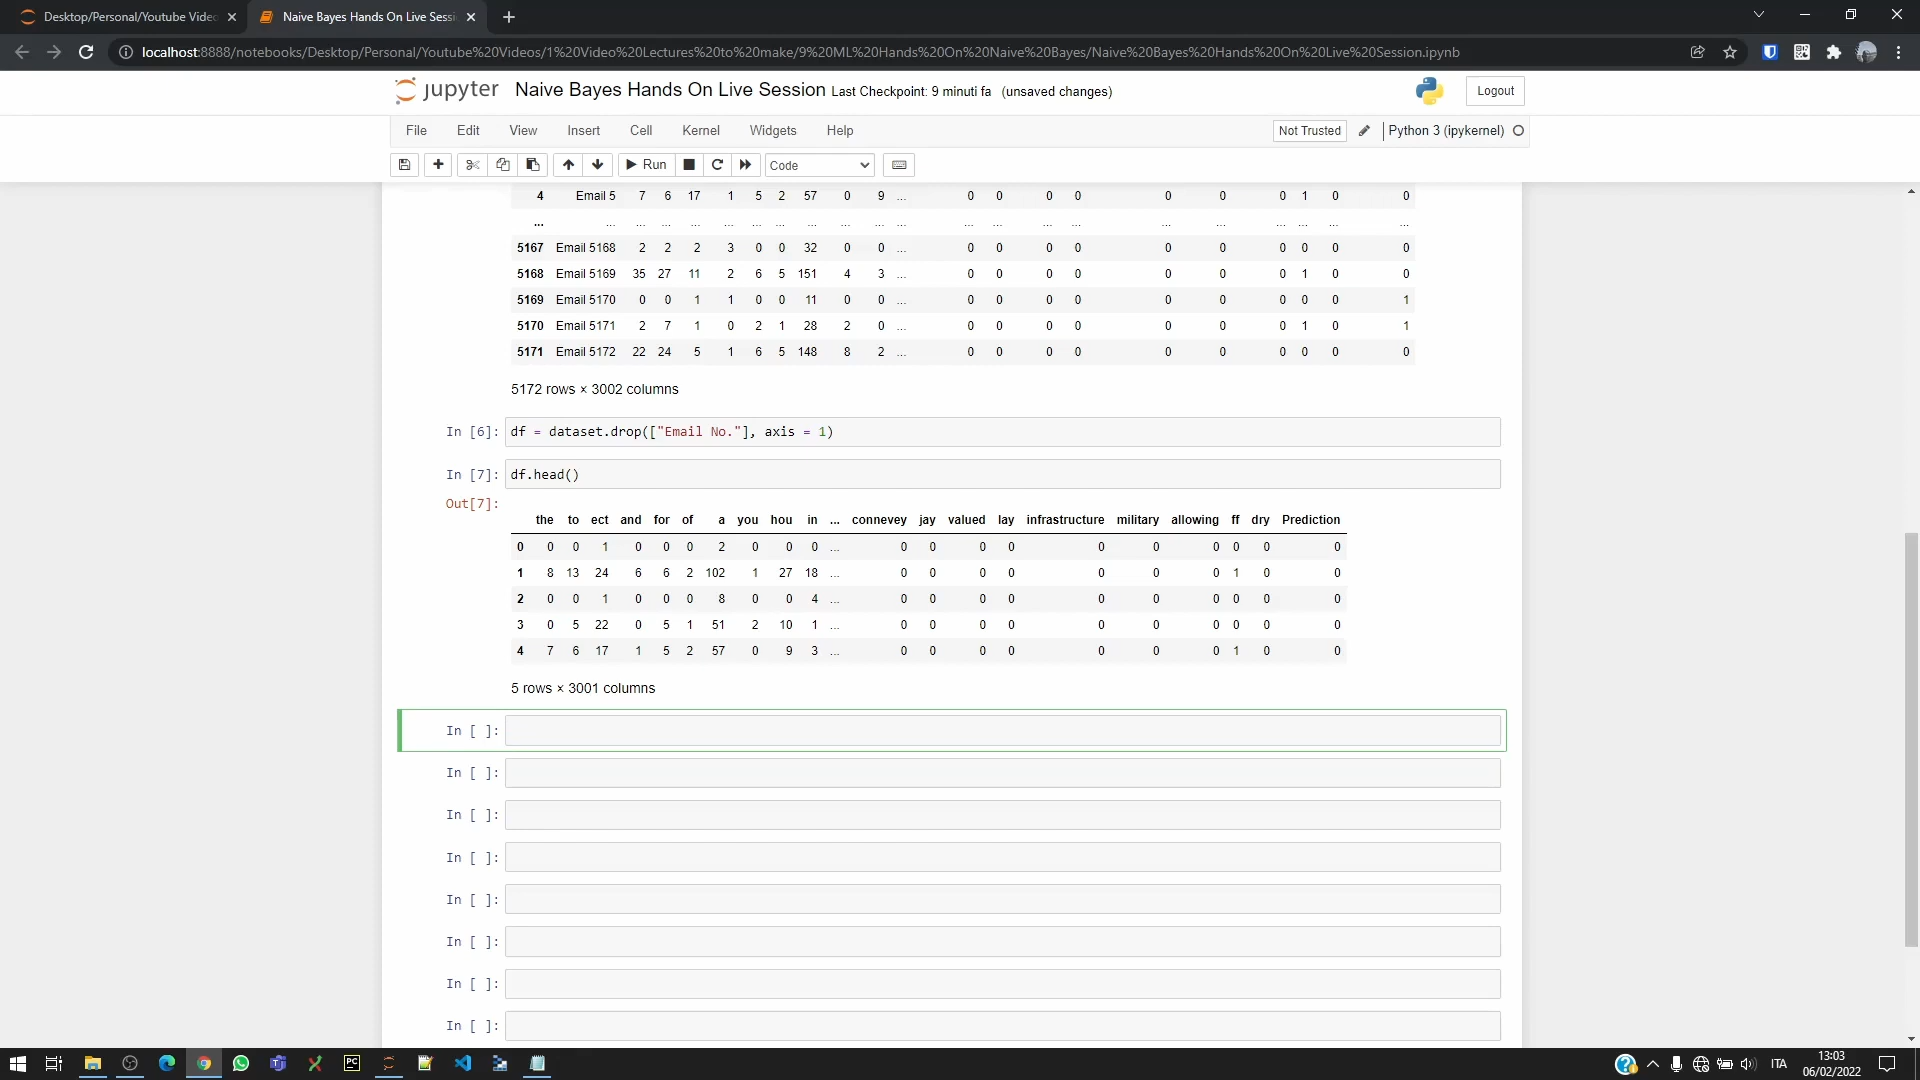 Desktop/Personal/Youtube Video
Naive Bayes Hands On Live Sessi
localhost:8888/notebooks/Desktop/Personal/Youtube%20Videos/1%20Video%20Lectures%20to%20make/9%20ML%20Hands%20On%20Naive%20Bayes/Naive%20Bayes%20Hands%20On%20Live%20Session.ipynb
jupyter Naive Bayes Hands On Live Session Last Checkpoint: 9 minuti fa (unsaved changes) Logout
File Edit View Insert Cell Kernel Widgets Help Not Trusted Python 3 (ipykernel)
Run Code
4 Email 5 7 6 17 1 5 2 57 0 9 ... 0 0 0 0 0 0 0 1 0 0
... ... ... ... ... ... ... ... ... ... ... ... ... ... ... ... ... ... ... ... ... ...
5167 Email 5168 2 2 2 3 0 0 32 0 0 ... 0 0 0 0 0 0 0 0 0 0
5168 Email 5169 35 27 11 2 6 5 151 4 3 ... 0 0 0 0 0 0 0 1 0 0
5169 Email 5170 0 0 1 1 0 0 11 0 0 ... 0 0 0 0 0 0 0 0 0 1
5170 Email 5171 2 7 1 0 2 1 28 2 0 ... 0 0 0 0 0 0 0 1 0 1
5171 Email 5172 22 24 5 1 6 5 148 8 2 ... 0 0 0 0 0 0 0 0 0 0
5172 rows × 3002 columns
In [6]: df = dataset.drop(["Email No."], axis = 1)
In [7]: df.head()
Out[7]:
the to ect and for of a you hou in ... connevey jay valued lay infrastructure military allowing ff dry Prediction
0 0 0 1 0 0 0 2 0 0 0 ... 0 0 0 0 0 0 0 0 0 0
1 8 13 24 6 6 2 102 1 27 18 ... 0 0 0 0 0 0 0 1 0 0
2 0 0 1 0 0 0 8 0 0 4 ... 0 0 0 0 0 0 0 0 0 0
3 0 5 22 0 5 1 51 2 10 1 ... 0 0 0 0 0 0 0 0 0 0
4 7 6 17 1 5 2 57 0 9 3 ... 0 0 0 0 0 0 0 1 0 0
5 rows × 3001 columns
In [ ]:
In [ ]:
In [ ]:
In [ ]:
In [ ]:
In [ ]:
In [ ]:
In [ ]:
PC
ITA
13:03
06/02/2022